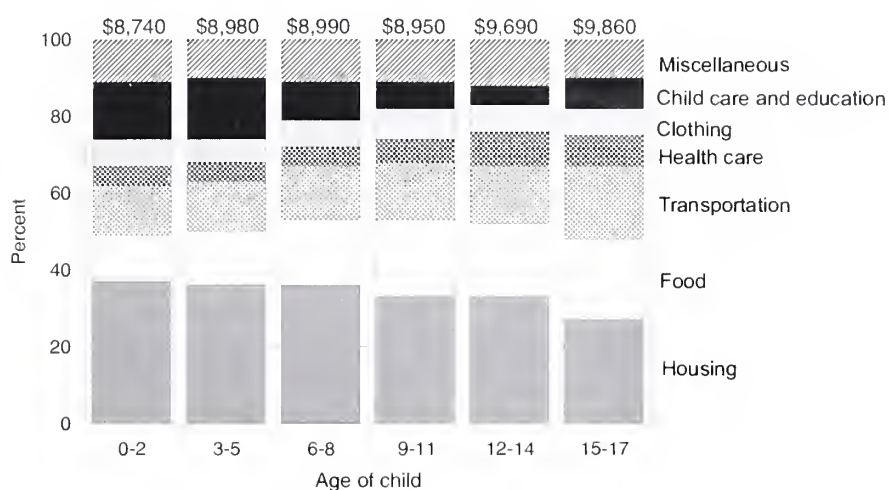 $8,740 $8,980 $8,990 $8,950 $9,690 $9,860
100
80
60
40
20
0
Percent
Miscellaneous
Child care and education
Clothing
Health care
Transportation
Food
Housing
0-2 3-5 6-8 9-11 12-14 15-17
Age of child